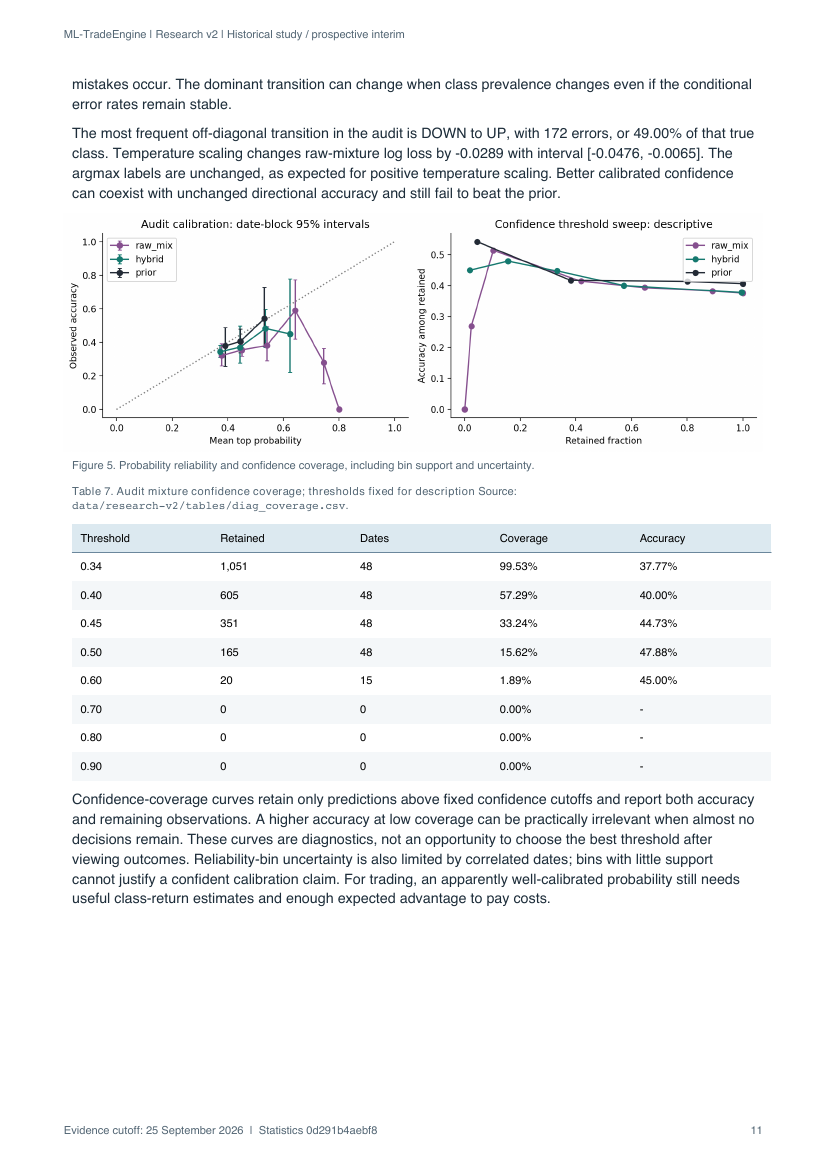 ML-TradeEngine | Research v2 | Historical study / prospective interim
mistakes occur. The dominant transition can change when class prevalence changes even if the conditional
error rates remain stable.
The most frequent off-diagonal transition in the audit is DOWN to UP, with 172 errors, or 49.00% of that true
class. Temperature scaling changes raw-mixture log loss by -0.0289 with interval [-0.0476, -0.0065]. The
argmax labels are unchanged, as expected for positive temperature scaling. Better calibrated confidence
can coexist with unchanged directional accuracy and still fail to beat the prior.
Audit calibration: date-block 95% intervals
raw_mix
hybrid
prior
Observed accuracy
1.0
0.8
0.6
0.4
0.2
0.0
0.0 0.2 0.4 0.6 0.8 1.0
Mean top probability
Confidence threshold sweep: descriptive
raw_mix
hybrid
prior
Accuracy among retained
0.5
0.4
0.3
0.2
0.1
0.0
0.0 0.2 0.4 0.6 0.8 1.0
Retained fraction
Figure 5. Probability reliability and confidence coverage, including bin support and uncertainty.
Table 7. Audit mixture confidence coverage; thresholds fixed for description Source:
data/research-v2/tables/diag_coverage.csv.
Threshold Retained Dates Coverage Accuracy
0.34 1,051 48 99.53% 37.77%
0.40 605 48 57.29% 40.00%
0.45 351 48 33.24% 44.73%
0.50 165 48 15.62% 47.88%
0.60 20 15 1.89% 45.00%
0.70 0 0 0.00% -
0.80 0 0 0.00% -
0.90 0 0 0.00% -
Confidence-coverage curves retain only predictions above fixed confidence cutoffs and report both accuracy
and remaining observations. A higher accuracy at low coverage can be practically irrelevant when almost no
decisions remain. These curves are diagnostics, not an opportunity to choose the best threshold after
viewing outcomes. Reliability-bin uncertainty is also limited by correlated dates; bins with little support
cannot justify a confident calibration claim. For trading, an apparently well-calibrated probability still needs
useful class-return estimates and enough expected advantage to pay costs.
Evidence cutoff: 25 September 2026 | Statistics 0d291b4aebf8
11